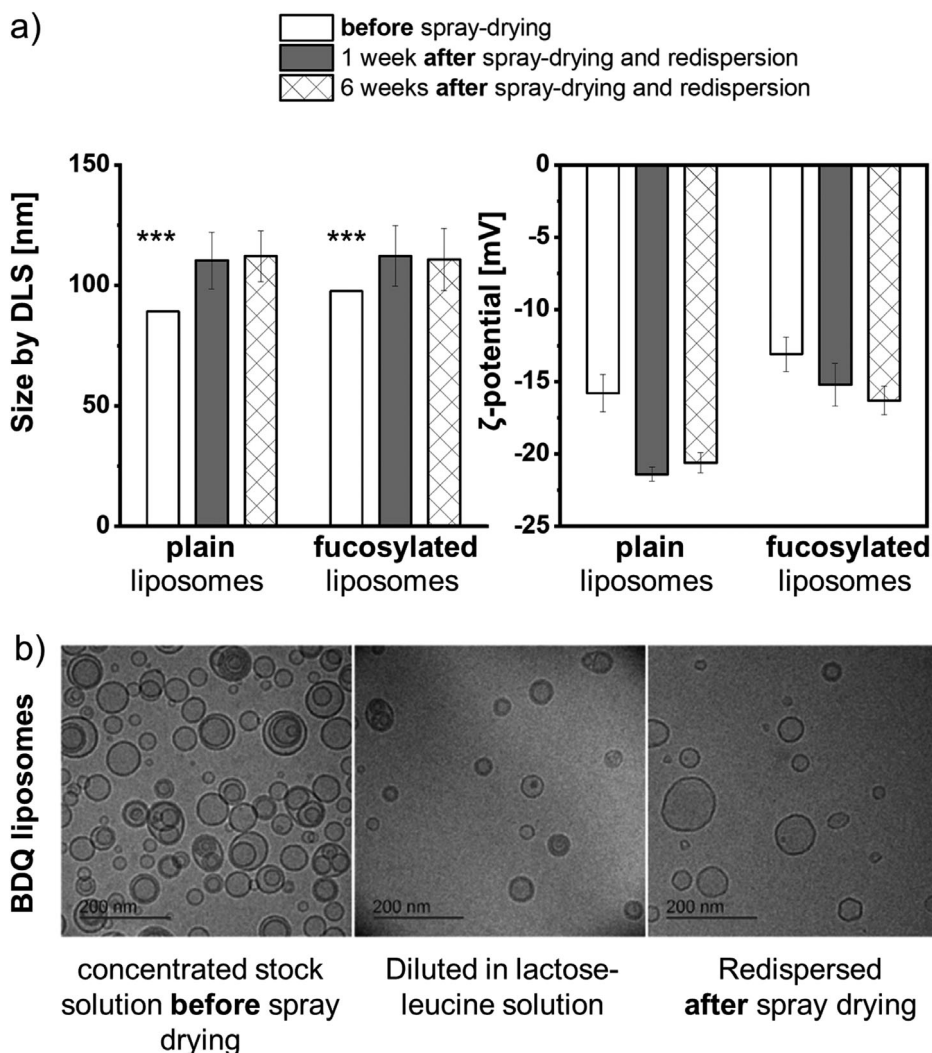 a)
before spray-drying
1 week after spray-drying and redispersion
6 weeks after spray-drying and redispersion
Size by DLS [nm]
150
100
50
0
***
***
plain
liposomes
fucosylated
liposomes
ζ-potential [mV]
0
-5
-10
-15
-20
-25
plain
liposomes
fucosylated
liposomes
b)
BDQ liposomes
200 nm
200 nm
200 nm
concentrated stock
solution before spray
drying
Diluted in lactose-
leucine solution
Redispersed
after spray drying